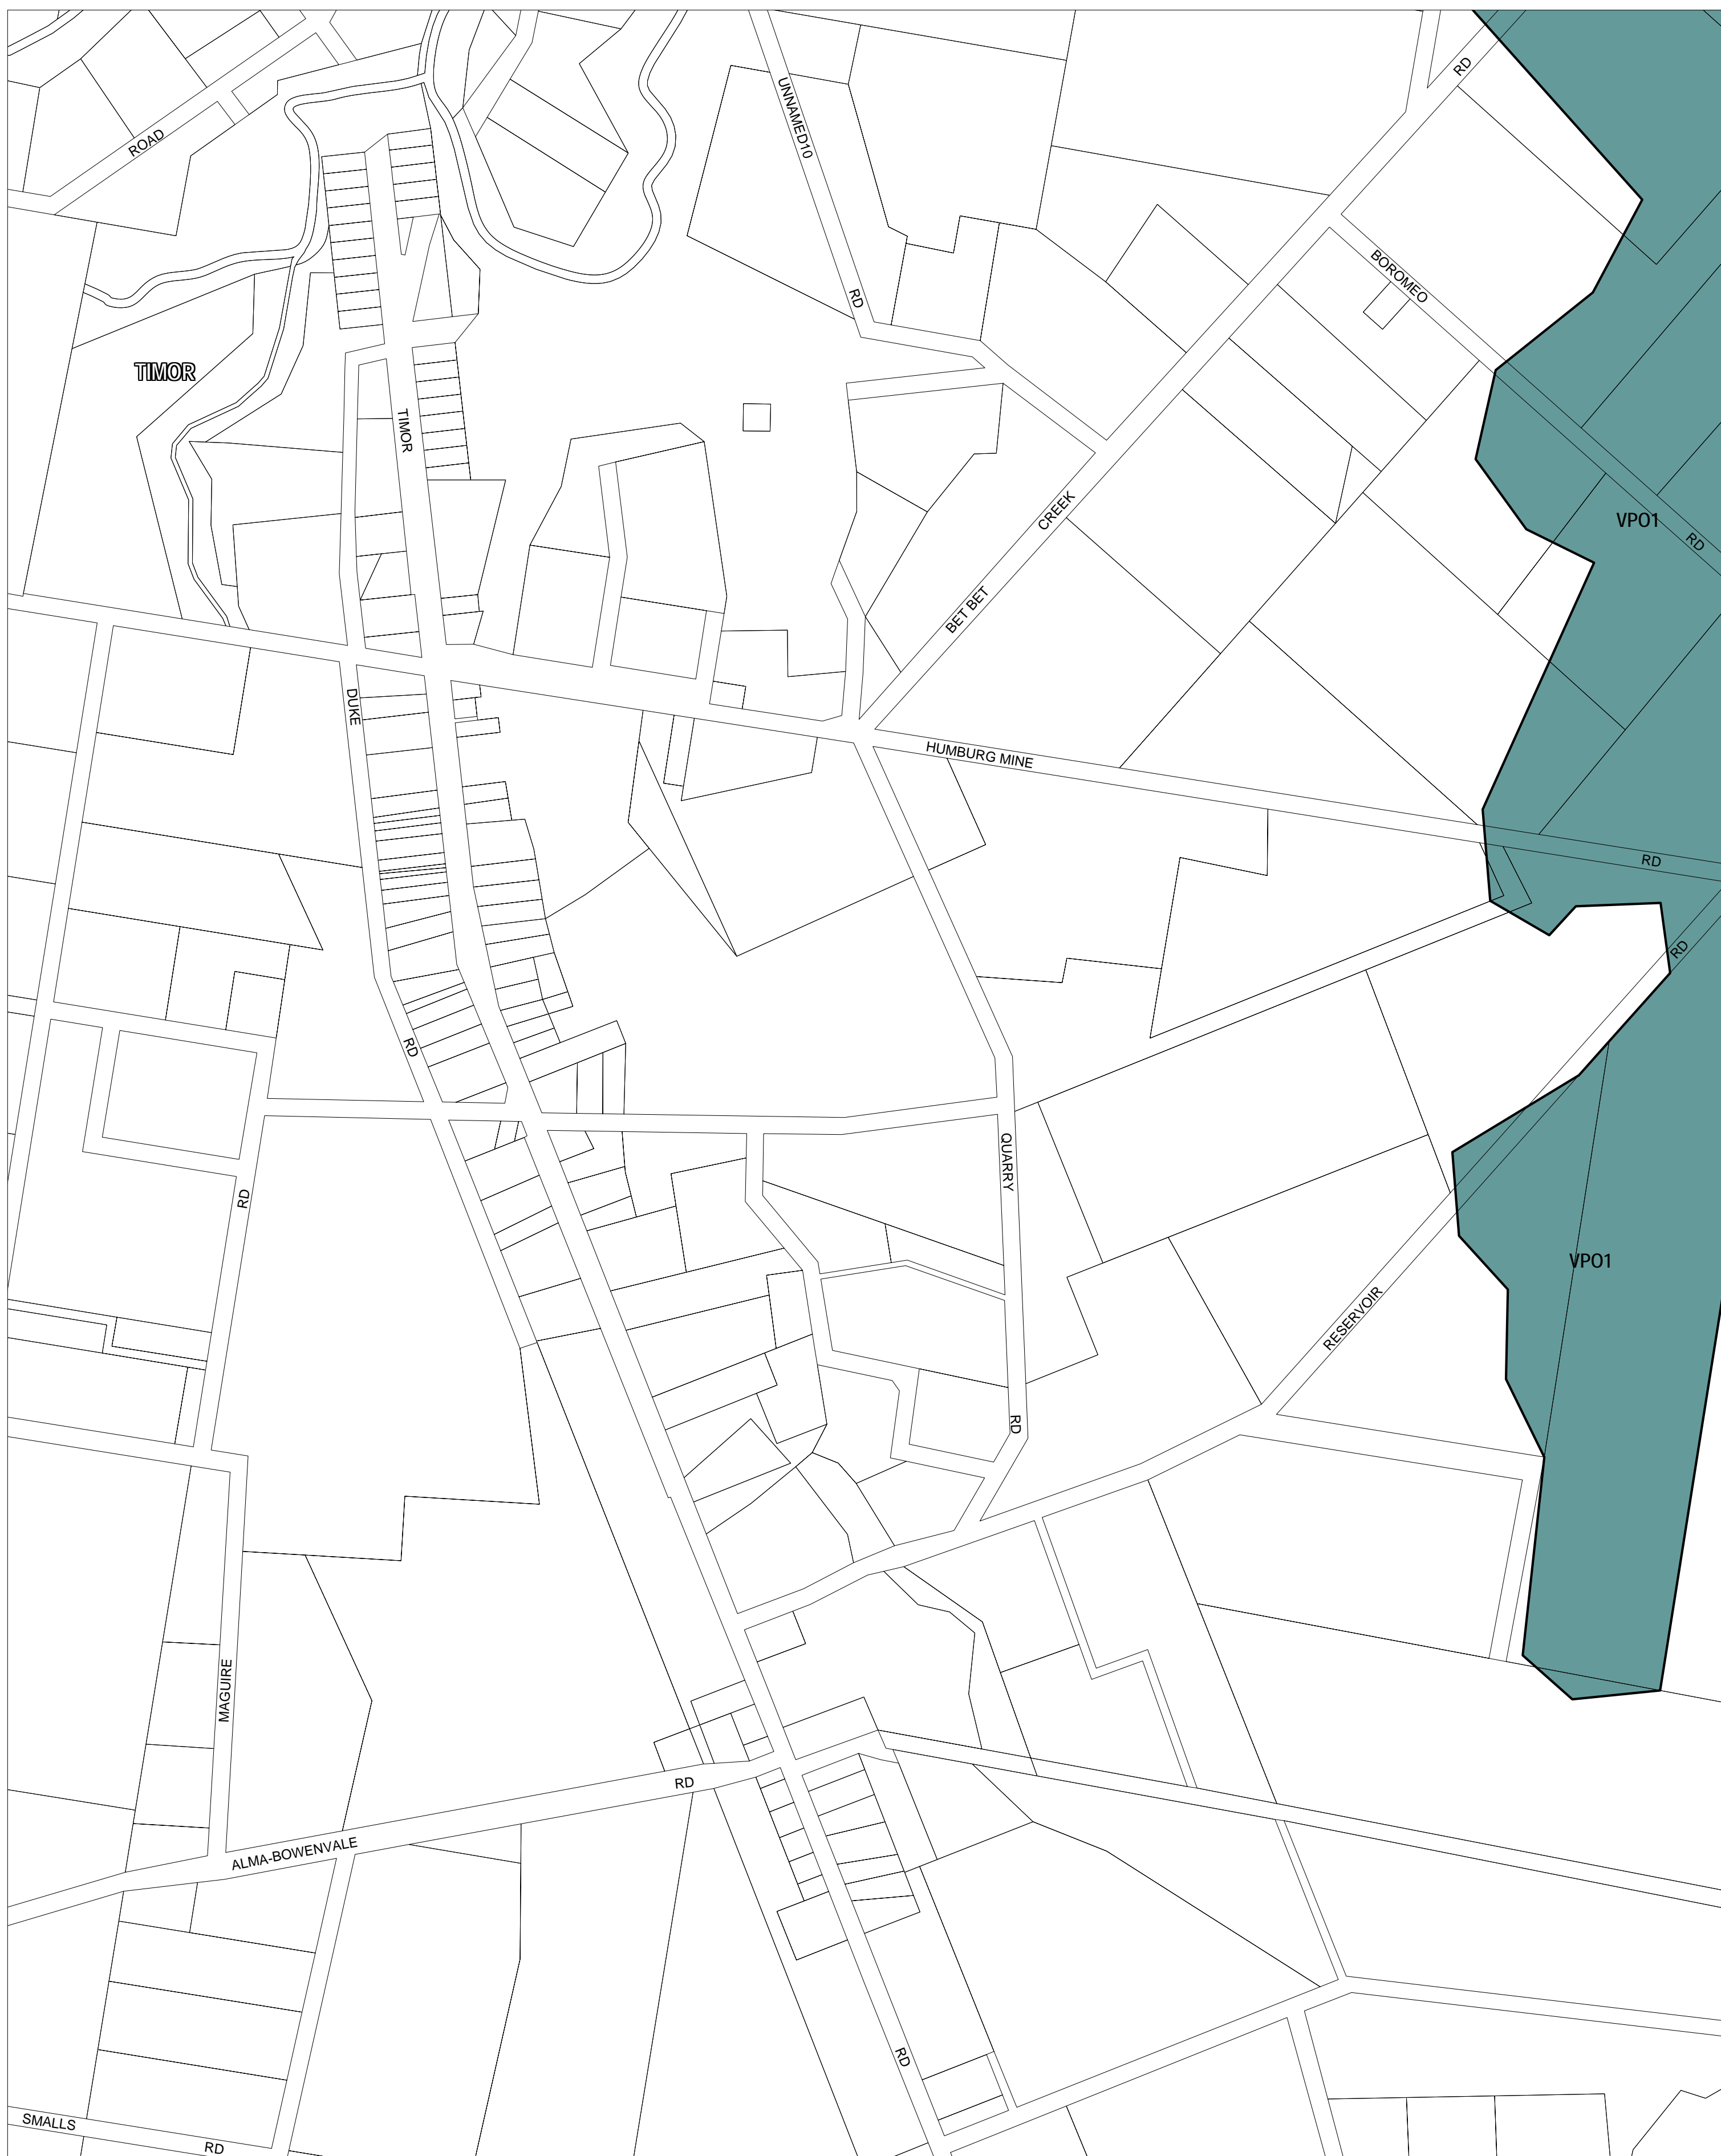 RD
ROAD
UNNAMED10
RD
BOROMEO
TIMOR
TIMOR
CREEK
VPO1
RD
BET BET
DUKE
HUMBURG MINE
RD
RD
RD
QUARRY
RD
VPO1
RESERVOIR
RD
MAGUIRE
RD
ALMA-BOWENVALE
RD
SMALLS
RD